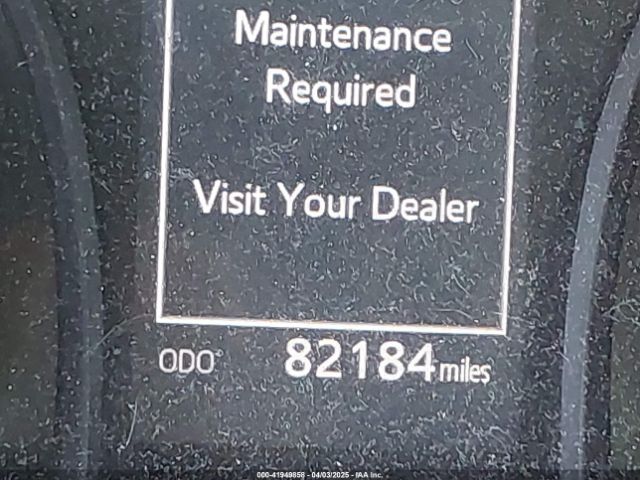 Maintenance
Required
Visit Your Dealer
ODO 82184 miles
000-41949858 - 04/03/2025 - IAA Inc.